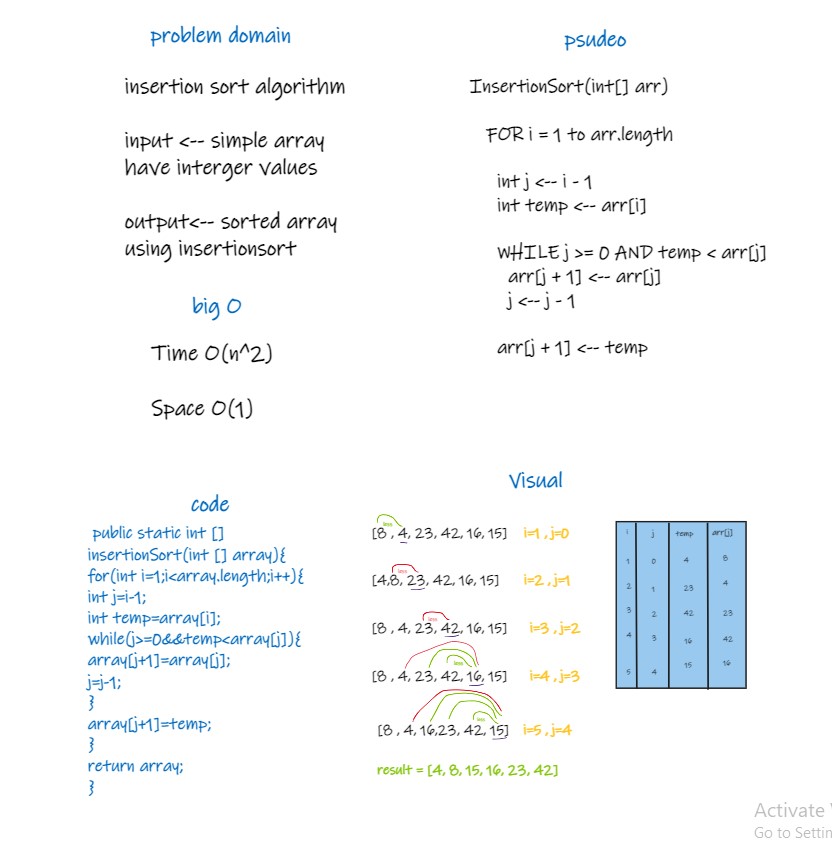 problem domain
insertion sort algorithm
input <-- simple array
have interger values
output<-- sorted array
using insertionsort
big O
Time O(n^2)
Space O(1)
psudeo
InsertionSort(int[] arr)
FOR i = 1 to arr.length
int j <-- i - 1
int temp <-- arr[i]
WHILE j >= 0 AND temp < arr[j]
arr[j + 1] <-- arr[j]
j <-- j - 1
arr[j + 1] <-- temp
code
public static int []
insertionSort(int [] array){
for(int i=1;i<array.length;i++){
int j=i-1;
int temp=array[i];
while(j>=0&&temp<array[j]){
array[j+1]=array[j];
j=j-1;
}
array[j+1]=temp;
}
return array;
}
Visual
less
[8 , 4, 23, 42, 16, 15] i=1 , j=0
less
[4,8, 23, 42, 16, 15] i=2 , j=1
less
[8 , 4, 23, 42, 16, 15] i=3 , j=2
less
[8 , 4, 23, 42, 16, 15] i=4 , j=3
less
[8 , 4, 16,23, 42, 15] i=5 , j=4
result = [4, 8, 15, 16, 23, 42]
i j temp arr[j]
1 0 4 8
2 1 23 4
3 2 42 23
4 3 16 42
5 4 15 16
Activate
Go to Settin